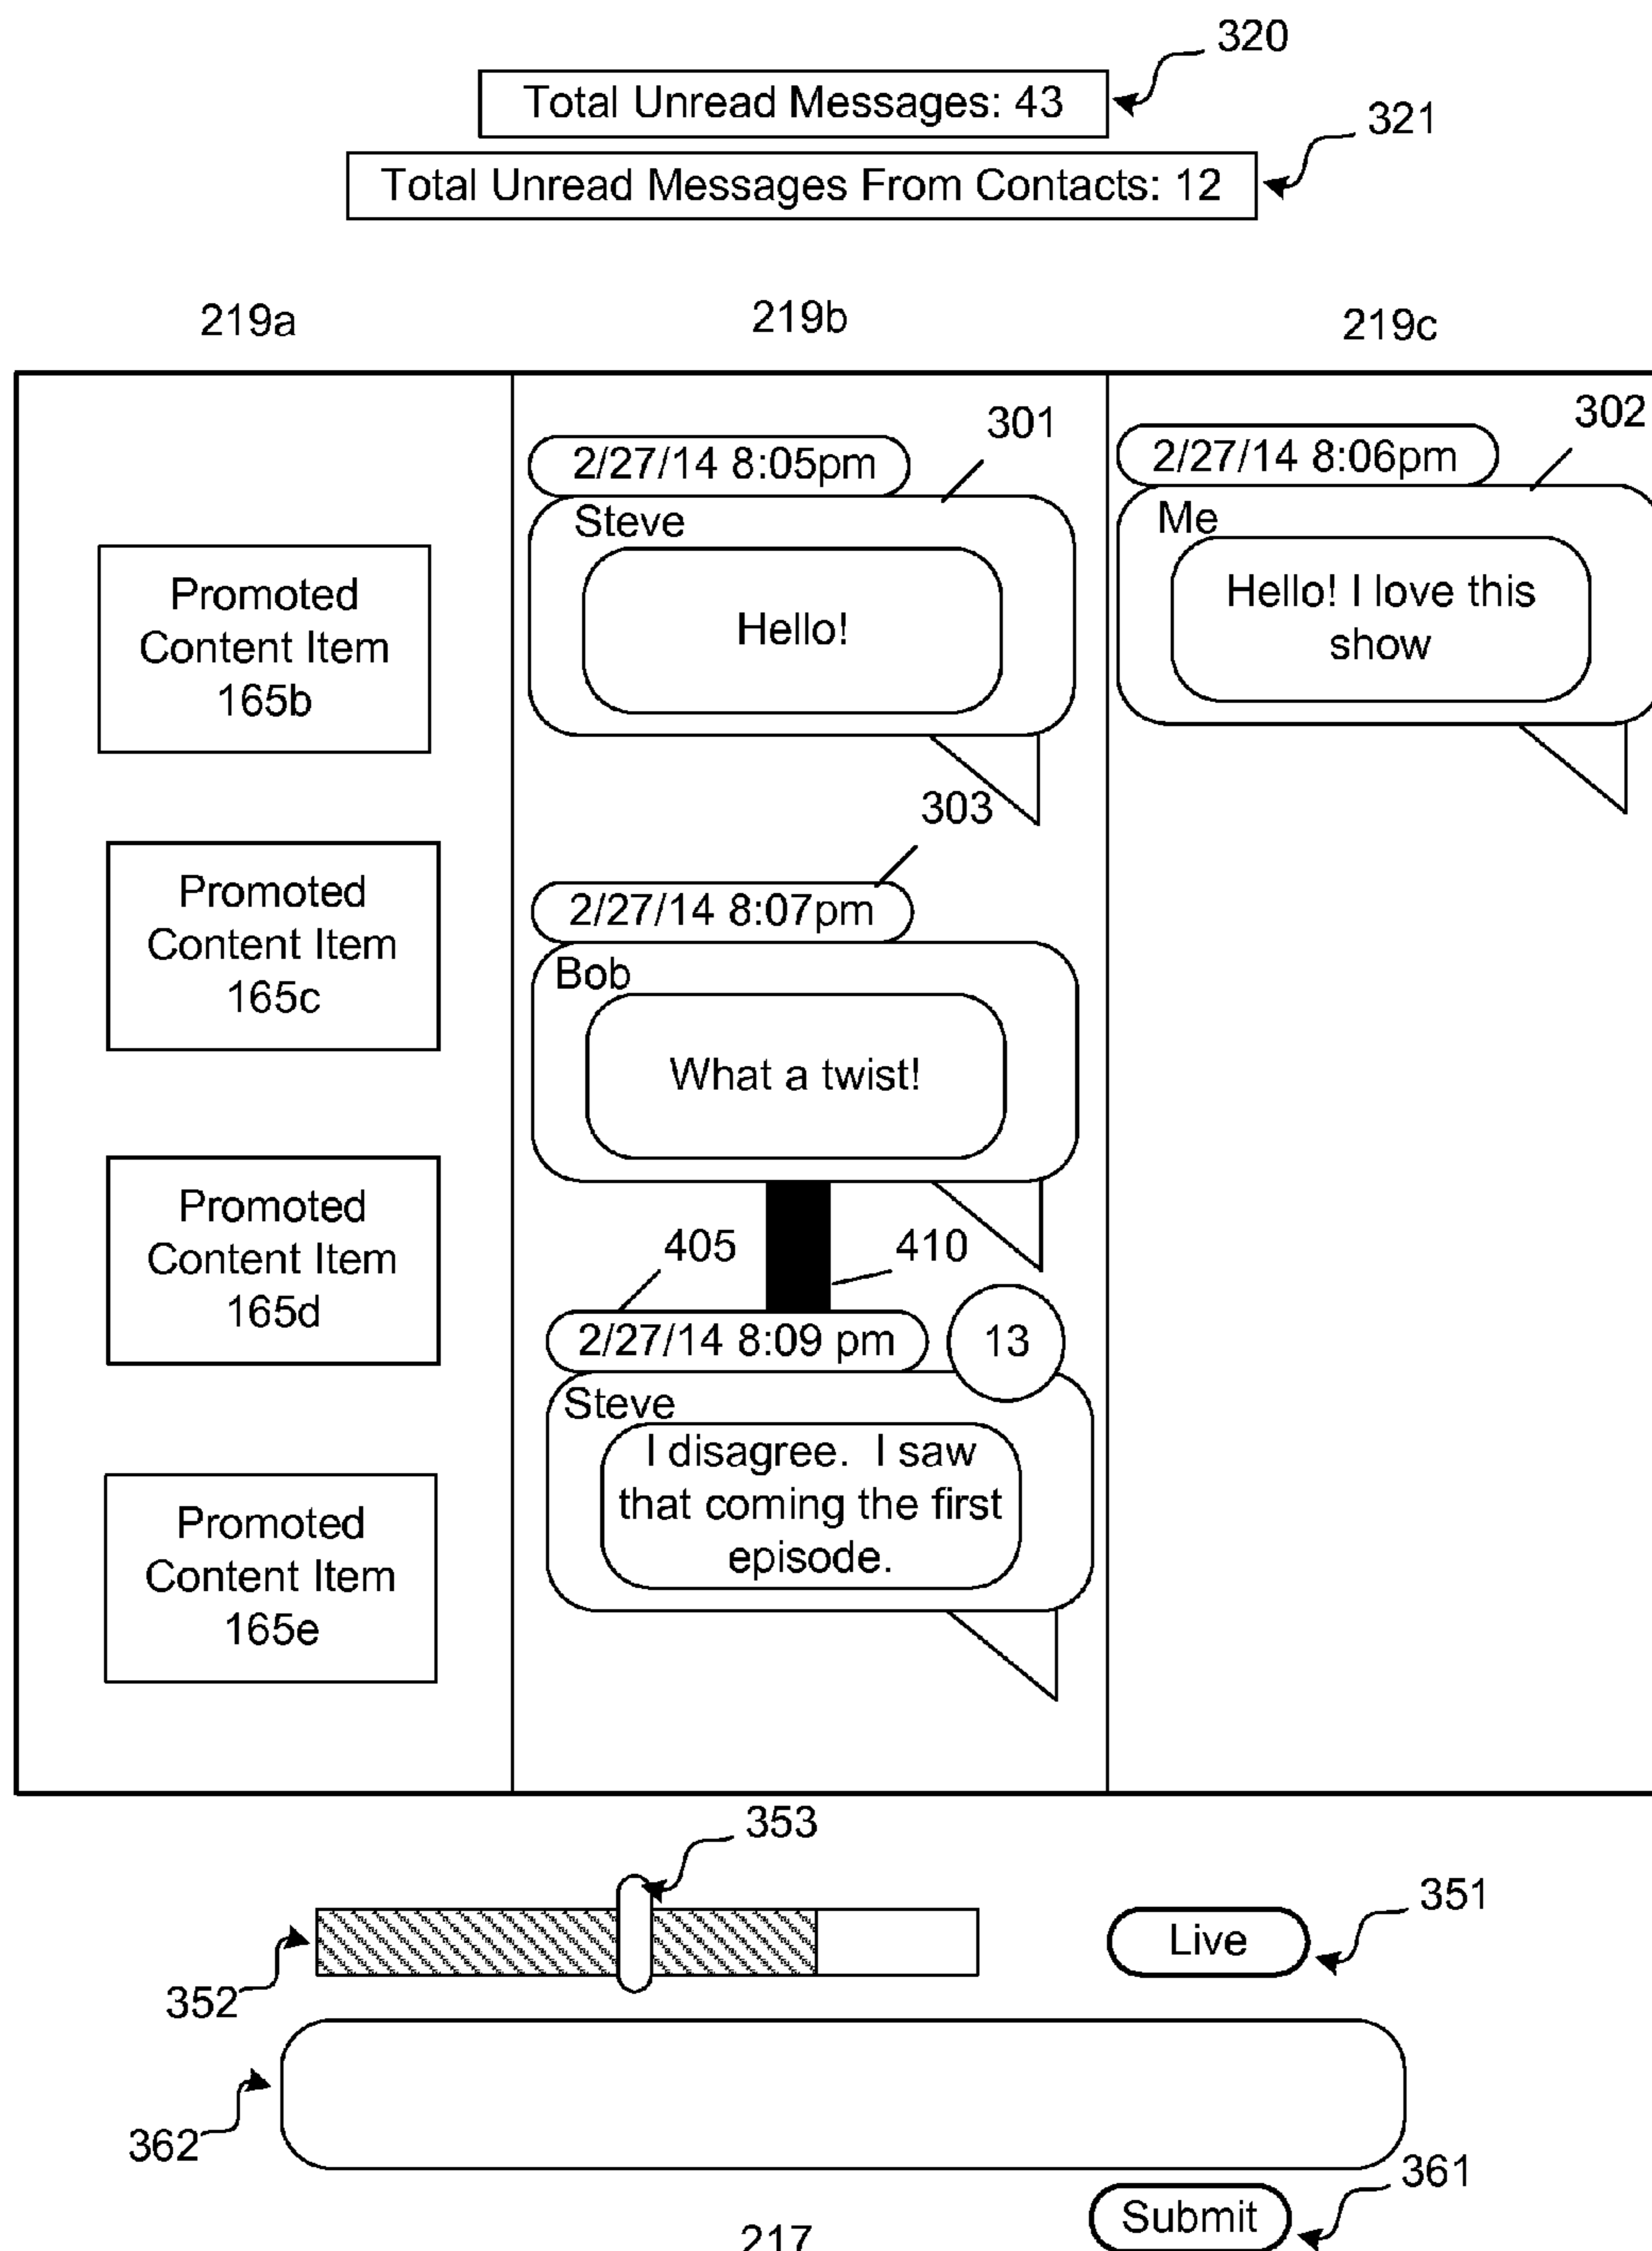 320
Total Unread Messages: 43
321
Total Unread Messages From Contacts: 12
219a
219b
219c
Promoted
Content Item
165b
Promoted
Content Item
165c
Promoted
Content Item
165d
Promoted
Content Item
165e
301
2/27/14 8:05pm
Steve
Hello!
303
2/27/14 8:07pm
Bob
What a twist!
405
410
2/27/14 8:09 pm
13
Steve
I disagree. I saw
that coming the first
episode.
302
2/27/14 8:06pm
Me
Hello! I love this
show
353
352
Live
351
362
361
Submit
217